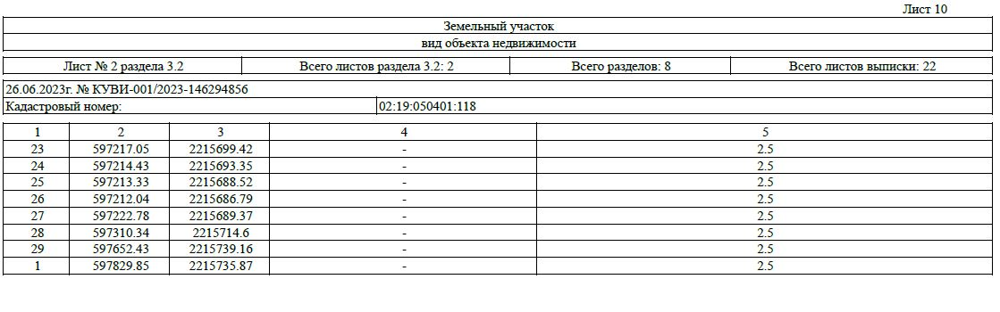 Лист 10
Земельный участок
вид объекта недвижимости
Лист № 2 раздела 3.2 Всего листов раздела 3.2: 2 Всего разделов: 8 Всего листов выписки: 22
26.06.2023г. № КУВИ-001/2023-146294856
Кадастровый номер: 02:19:050401:118
1 2 3 4 5
23 597217.05 2215699.42 - 2.5
24 597214.43 2215693.35 - 2.5
25 597213.33 2215688.52 - 2.5
26 597212.04 2215686.79 - 2.5
27 597222.78 2215689.37 - 2.5
28 597310.34 2215714.6 - 2.5
29 597652.43 2215739.16 - 2.5
1 597829.85 2215735.87 - 2.5